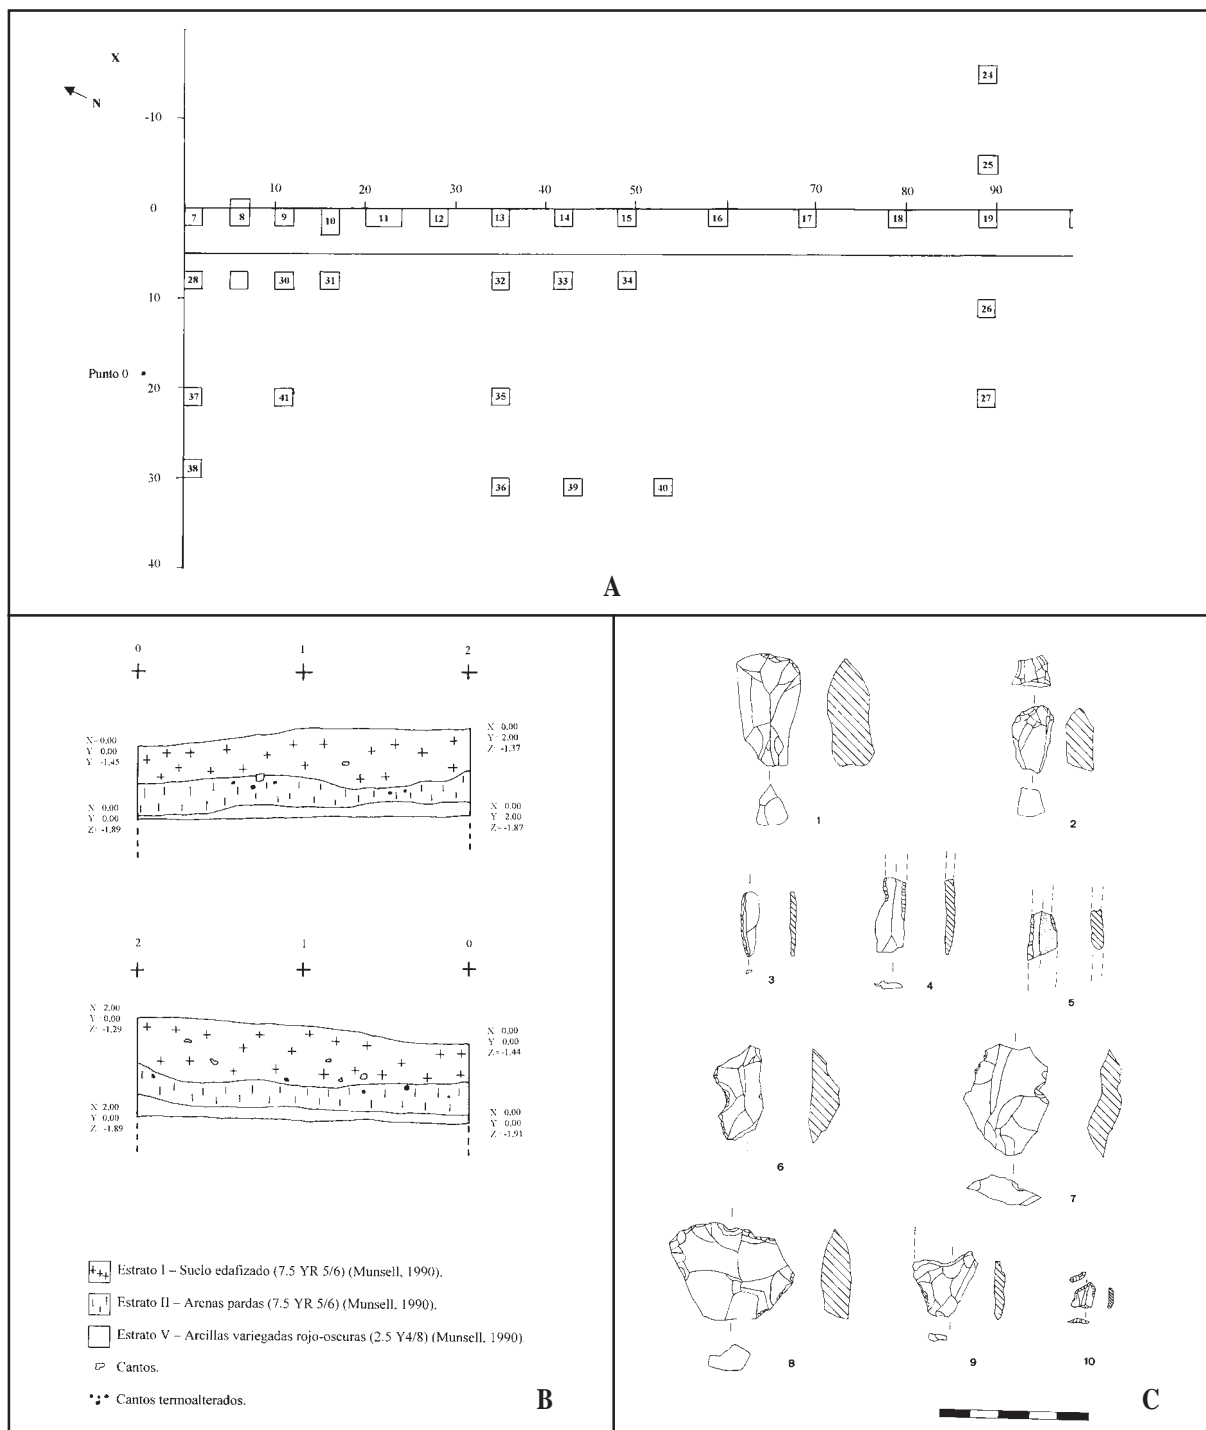 X
N
24
-10
25
10 20 30 40 50 70 80 90
0
7 8 9 10 11 12 13 14 15 16 17 18 19
28 30 31 32 33 34
10
26
Punto 0
20
37 41 35 27
38
30
36 39 40
40
A
0 1 2
X= 0,00
Y 0,00
Y -1,45
X 0,00
Y 2,00
Z: -1,37
X 0,00
Y 0,00
Z: -1,89
X 0,00
Y 2,00
Z= -1,87
2 1 0
X 2,00
Y 0,00
Z: -1,29
X 0,00
Y 0,00
Z= -1,44
X 2,00
Y 0,00
Z= -1,89
X 0,00
Y 0,00
Z = -1,91
Estrato I – Suelo edafizado (7.5 YR 5/6) (Munsell, 1990).
Estrato II – Arenas pardas (7.5 YR 5/6) (Munsell, 1990).
Estrato V – Arcillas variegadas rojo-oscuras (2.5 Y4/8) (Munsell, 1990)
Cantos.
Cantos termoalterados.
B
1
2
3
4
5
6
7
8
9
10
C